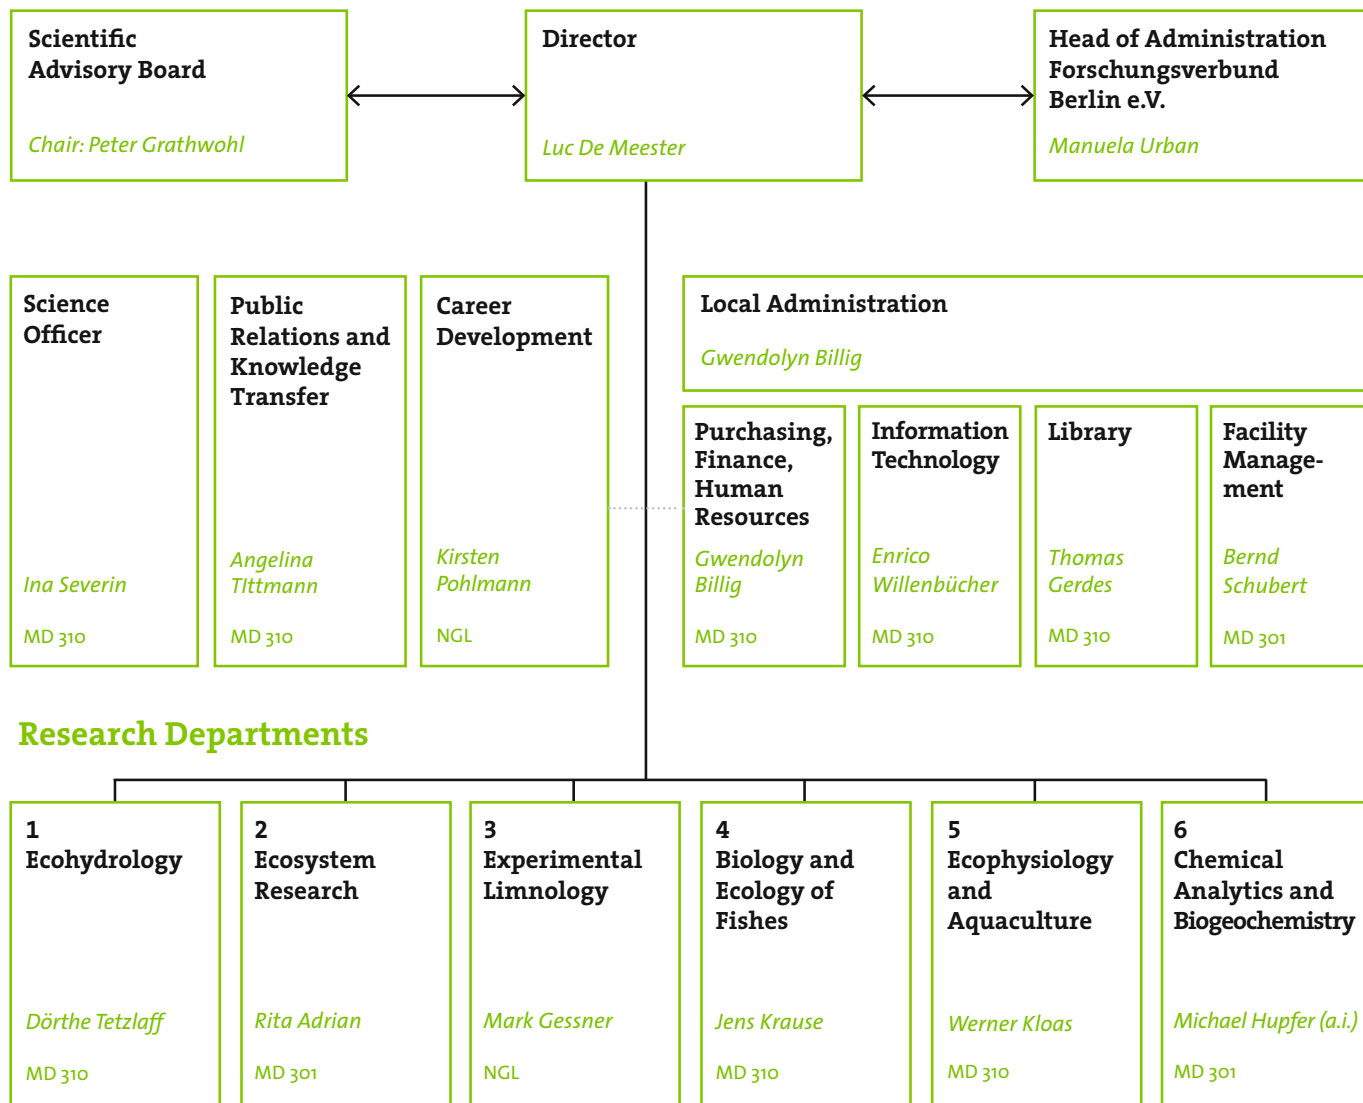 Scientific
Advisory Board
Chair: Peter Grathwohl
Director
Luc De Meester
Head of Administration
Forschungsverbund
Berlin e.V.
Manuela Urban
Science
Officer
Ina Severin
MD 310
Public
Relations and
Knowledge
Transfer
Angelina
TIttmann
MD 310
Career
Development
Kirsten
Pohlmann
NGL
Local Administration
Gwendolyn Billig
Purchasing,
Finance,
Human
Resources
Gwendolyn
Billig
MD 310
Information
Technology
Enrico
Willenbücher
MD 310
Library
Thomas
Gerdes
MD 310
Facility
Manage-
ment
Bernd
Schubert
MD 301
Research Departments
1
Ecohydrology
Dörthe Tetzlaff
MD 310
2
Ecosystem
Research
Rita Adrian
MD 301
3
Experimental
Limnology
Mark Gessner
NGL
4
Biology and
Ecology of
Fishes
Jens Krause
MD 310
5
Ecophysiology
and
Aquaculture
Werner Kloas
MD 310
6
Chemical
Analytics and
Biogeochemistry
Michael Hupfer (a.i.)
MD 301